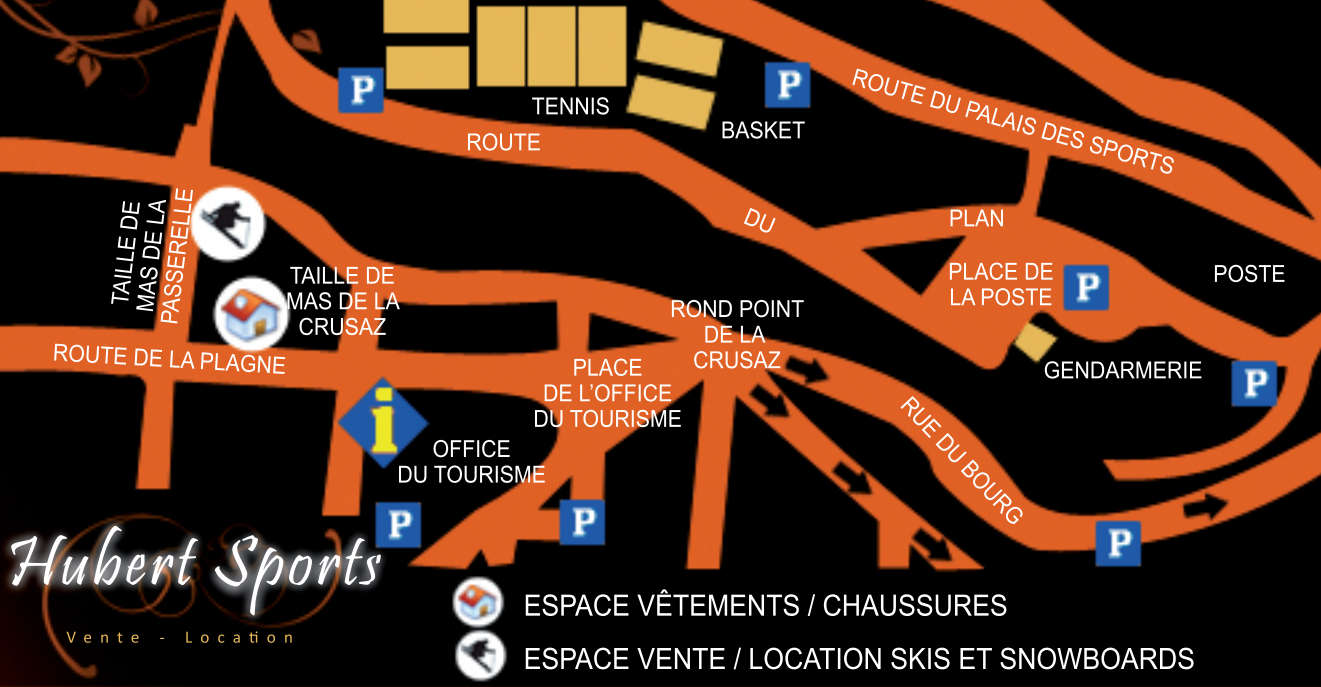 P
TENNIS
P
BASKET
ROUTE
DU
PLAN
ROUTE DU PALAIS DES SPORTS
TAILLE DE
MAS DE LA
PASSERELLE
TAILLE DE
MAS DE LA
CRUSAZ
PLACE DE
LA POSTE
P
POSTE
GENDARMERIE
P
ROND POINT
DE LA
CRUSAZ
ROUTE DE LA PLAGNE
PLACE
DE L’OFFICE
DU TOURISME
RUE DU BOURG
i
OFFICE
DU TOURISME
P
P
P
Hubert Sports
Vente - Location
ESPACE VÊTEMENTS / CHAUSSURES
ESPACE VENTE / LOCATION SKIS ET SNOWBOARDS